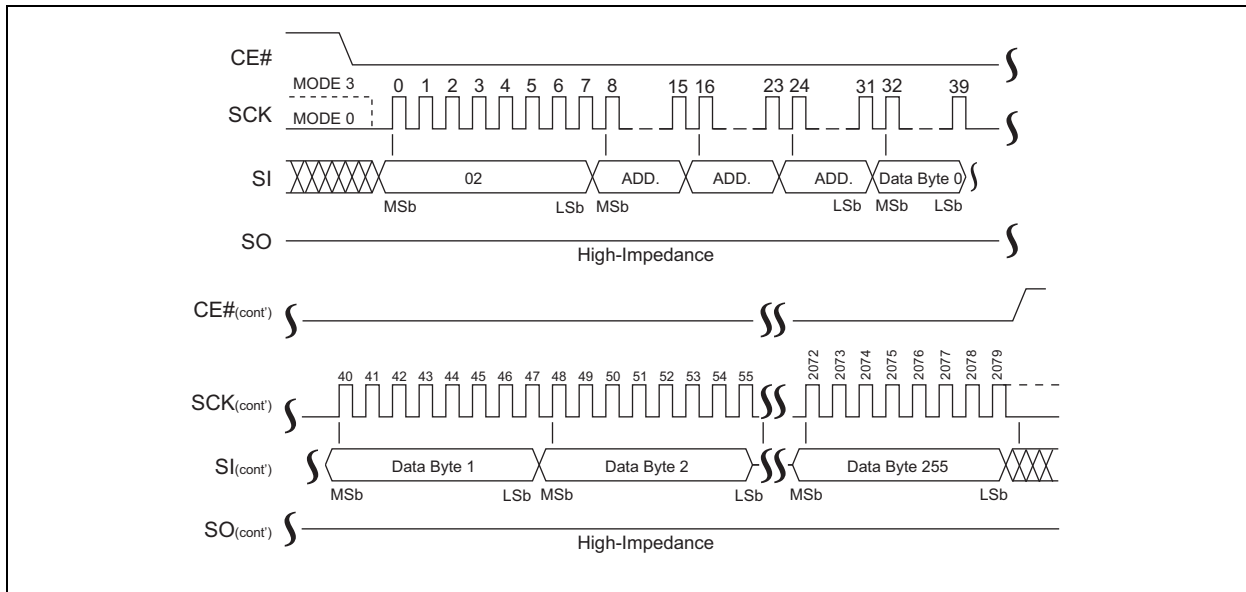 CE#
MODE 3
0 1 2 3 4 5 6 7 8 15 16 23 24 31 32 39
SCK
MODE 0
SI
02 ADD. ADD. ADD. Data Byte 0
MSb LSb MSb LSb MSb LSb
SO
High-Impedance
CE#(cont')
2072 2073 2074 2075 2076 2077 2078 2079
40 41 42 43 44 45 46 47 48 49 50 51 52 53 54 55
SCK(cont')
SI(cont')
Data Byte 1 Data Byte 2 Data Byte 255
MSb LSb MSb LSb MSb LSb
SO(cont')
High-Impedance